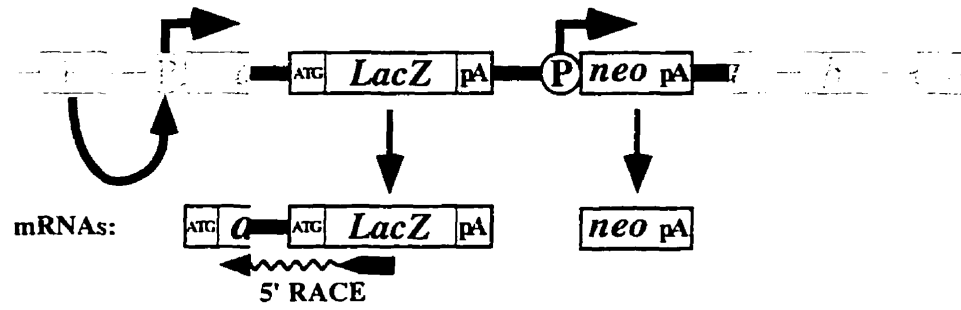 ATG LacZ pA P neo pA
mRNAs: ATG a ATG LacZ pA neo pA
5' RACE